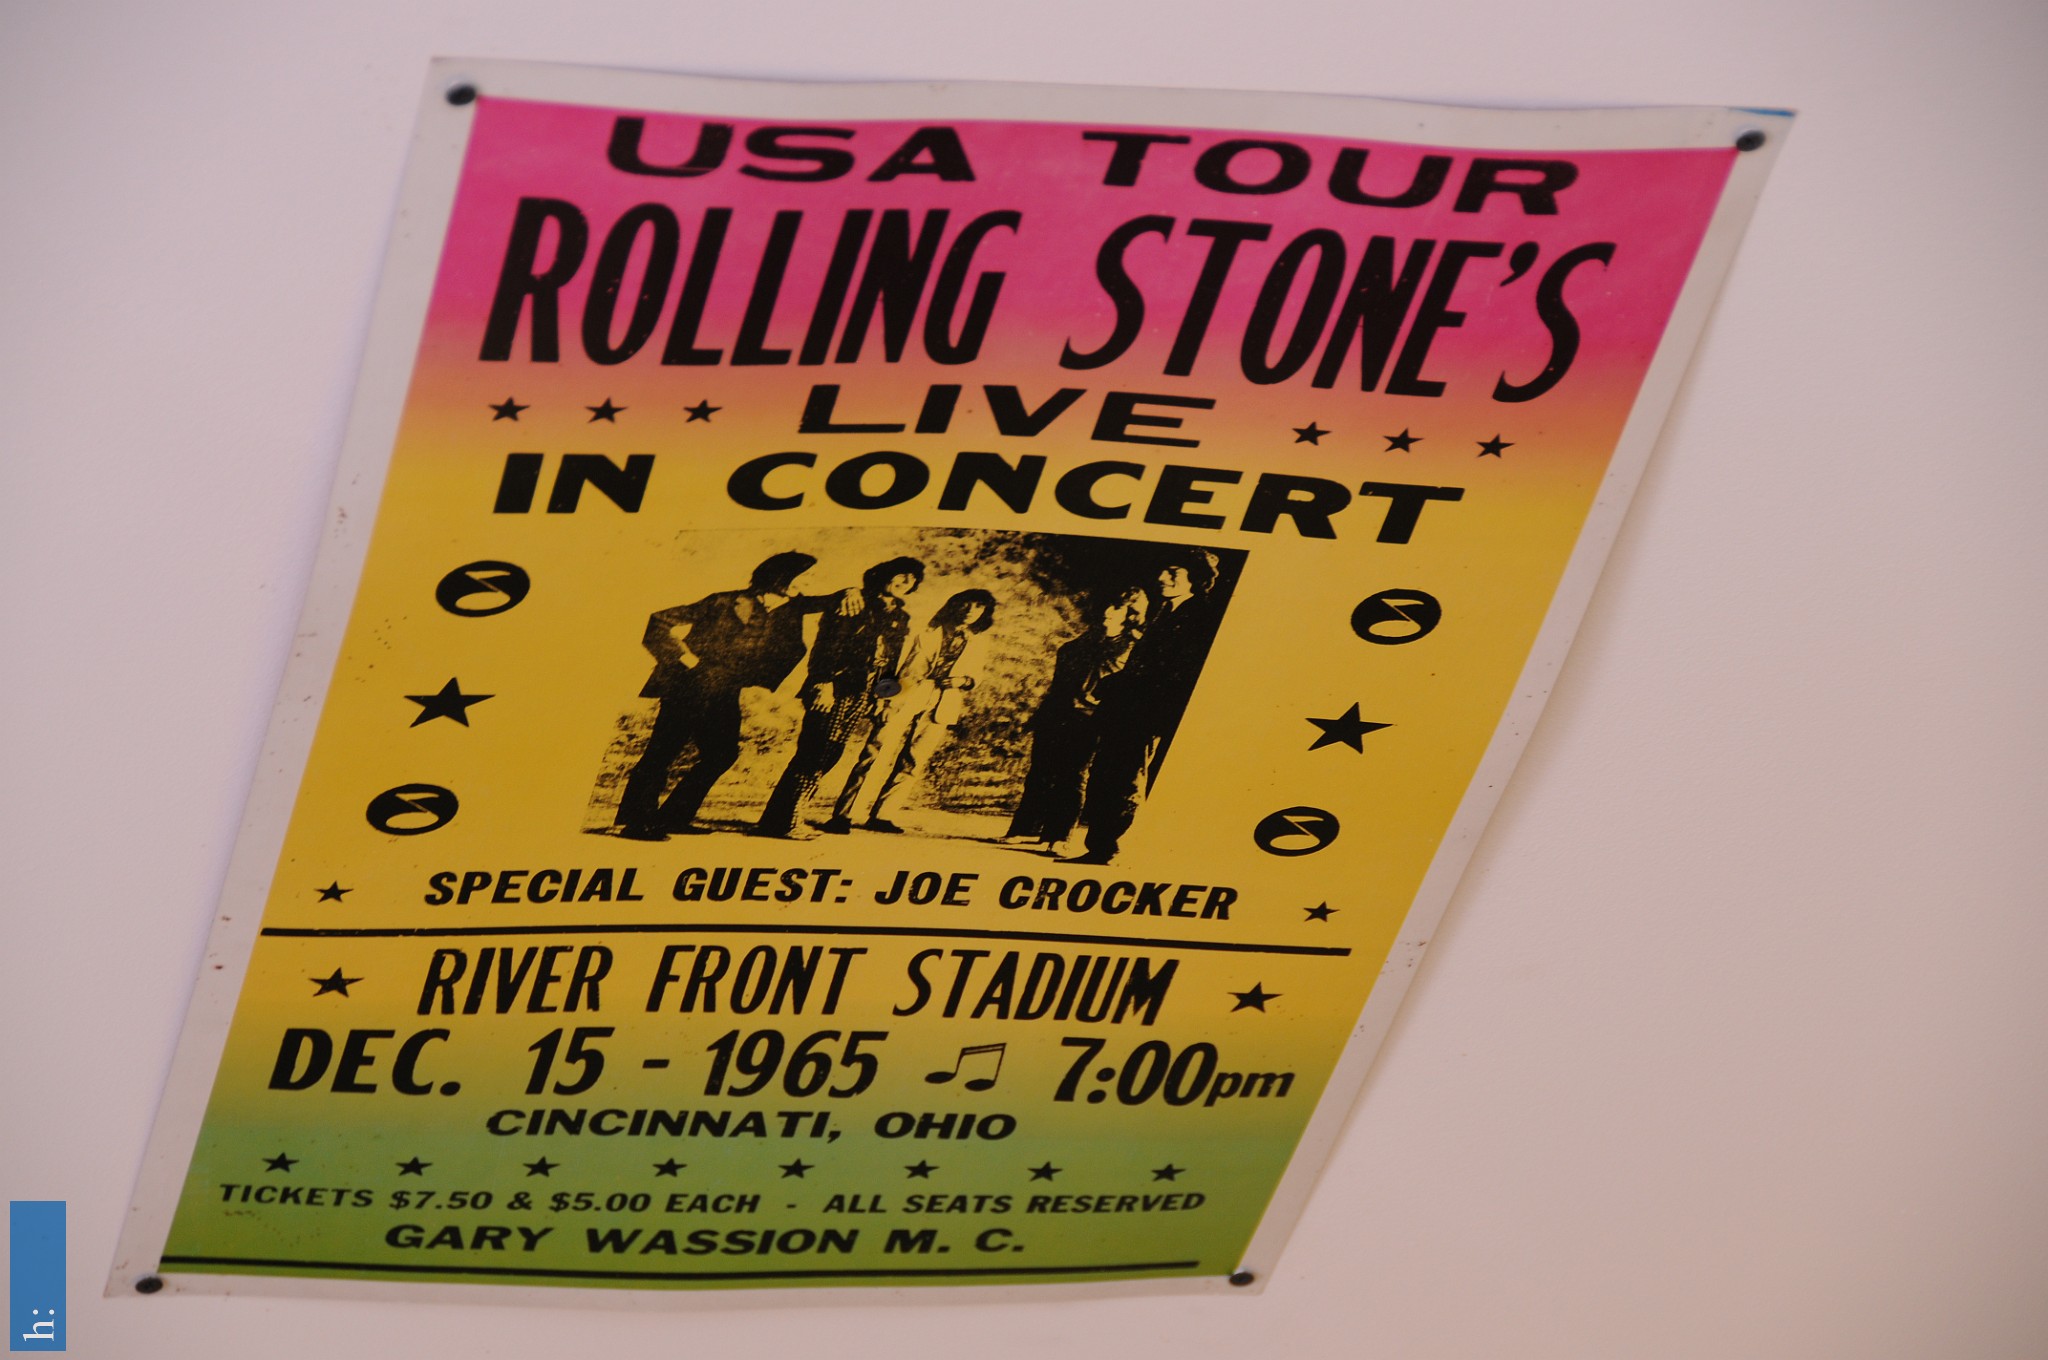 USA TOUR
ROLLING STONE'S
LIVE
IN CONCERT
SPECIAL GUEST: JOE CROCKER
RIVER FRONT STADIUM
DEC. 15 - 1965 7:00pm
CINCINNATI, OHIO
TICKETS $7.50 & $5.00 EACH - ALL SEATS RESERVED
GARY WASSION M. C.
h: